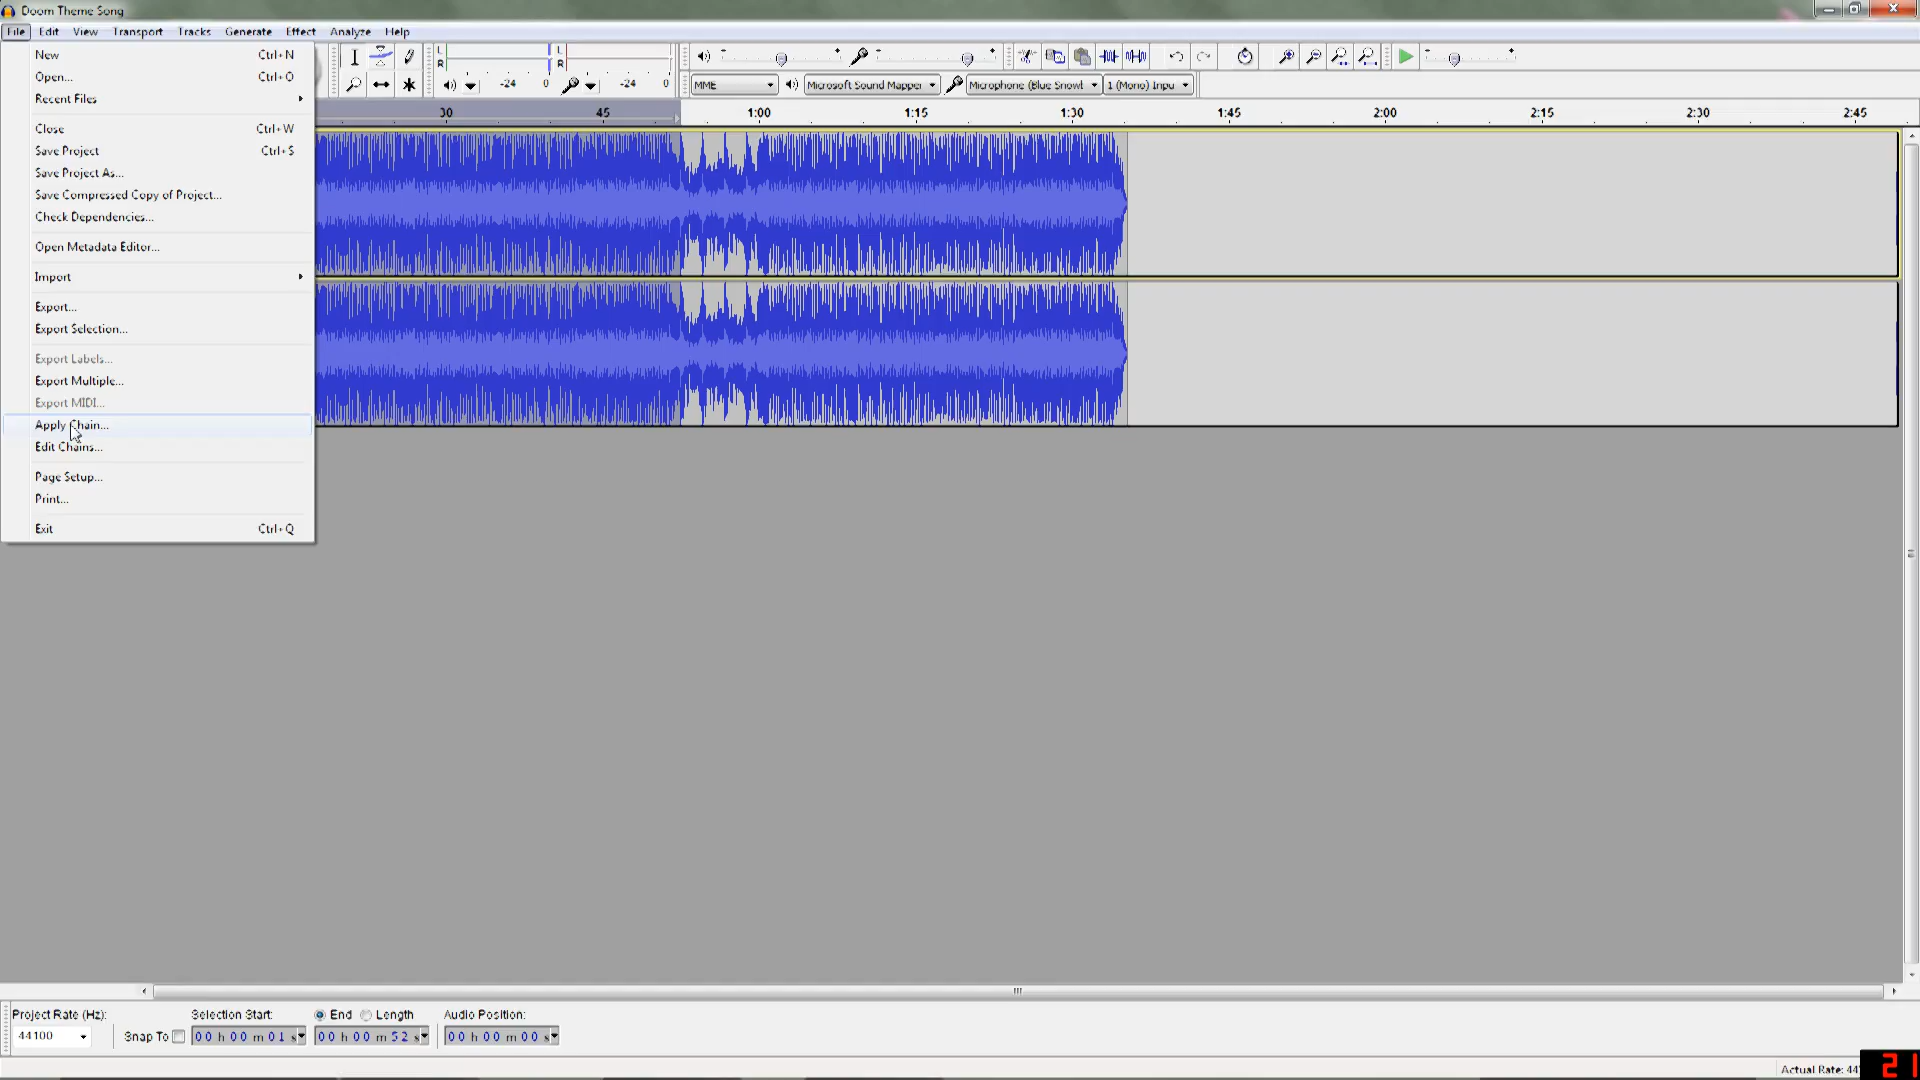 Doom Theme Song
File Edit View Transport Tracks Generate Effect Analyze Help
New Ctrl+N
Open... Ctrl+O
Recent Files
Close Ctrl+W
Save Project Ctrl+S
Save Project As...
Save Compressed Copy of Project...
Check Dependencies...
Open Metadata Editor...
Import
Export...
Export Selection...
Export Labels...
Export Multiple...
Export MIDI...
Apply Chain...
Edit Chains...
Page Setup...
Print...
Exit Ctrl+Q
L
R
L
R
-24 0 -24 0
MME Microsoft Sound Mapper Microphone (Blue Snowl 1 (Mono) Inpu
30 45 1:00 1:15 1:30 1:45 2:00 2:15 2:30 2:45
Project Rate (Hz): Selection Start: End Length Audio Position:
44100 Snap To 00 h 00 m 01 s 00 h 00 m 52 s 00 h 00 m 00 s
Actual Rate: 44
21